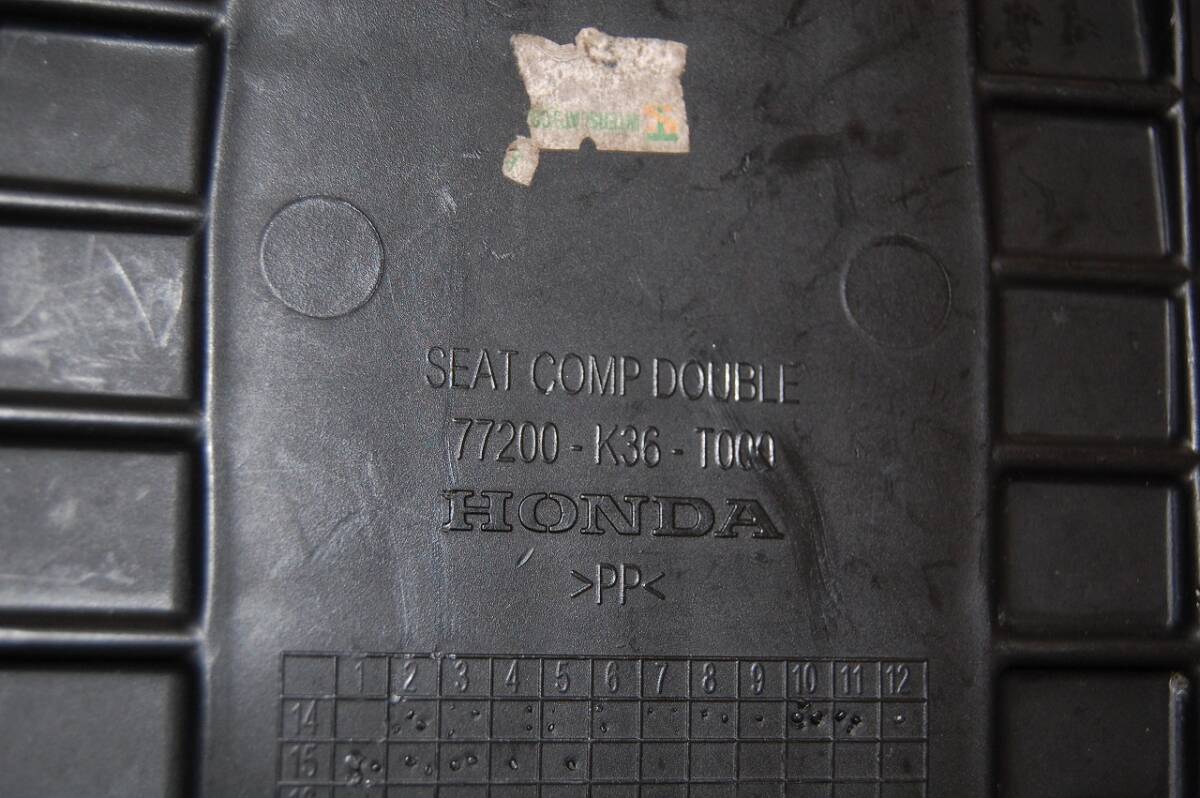 SEAT COMP DOUBLE
77200 - K36 - T000
HONDA
>PP<
1 2 3 4 5 6 7 8 9 10 11 12
14
15